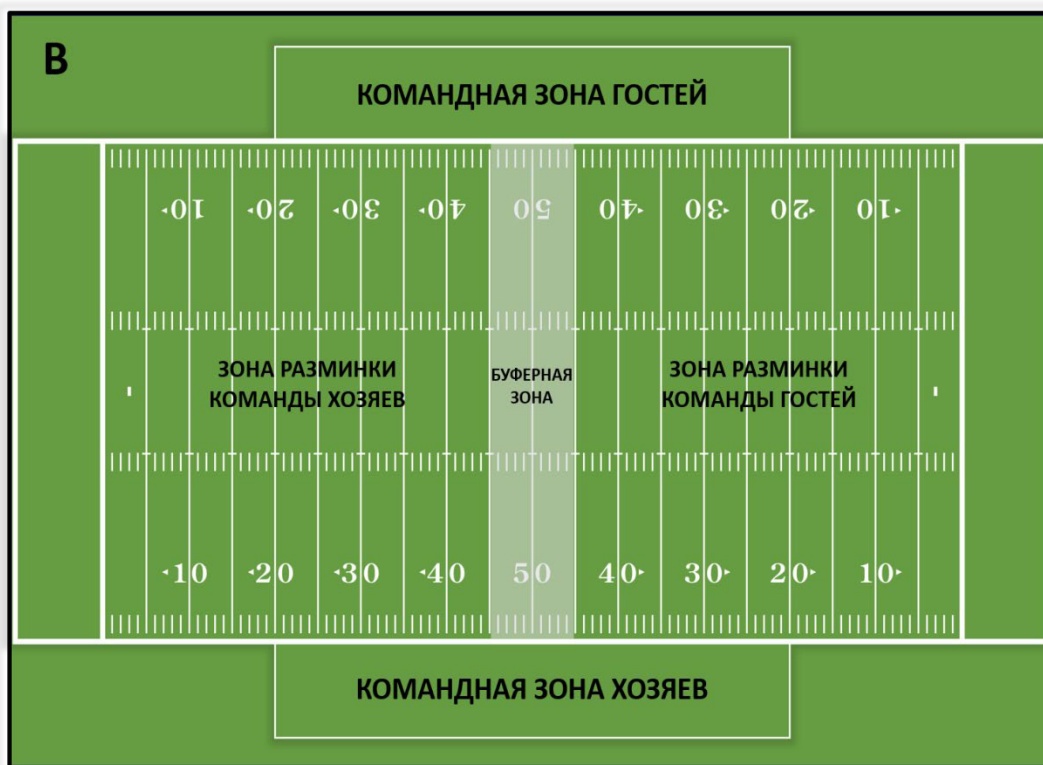 В
КОМАНДНАЯ ЗОНА ГОСТЕЙ
10 20 30 40 50 40 30 20 10
ЗОНА РАЗМИНКИ
КОМАНДЫ ХОЗЯЕВ
БУФЕРНАЯ
ЗОНА
ЗОНА РАЗМИНКИ
КОМАНДЫ ГОСТЕЙ
10 20 30 40 50 40 30 20 10
КОМАНДНАЯ ЗОНА ХОЗЯЕВ